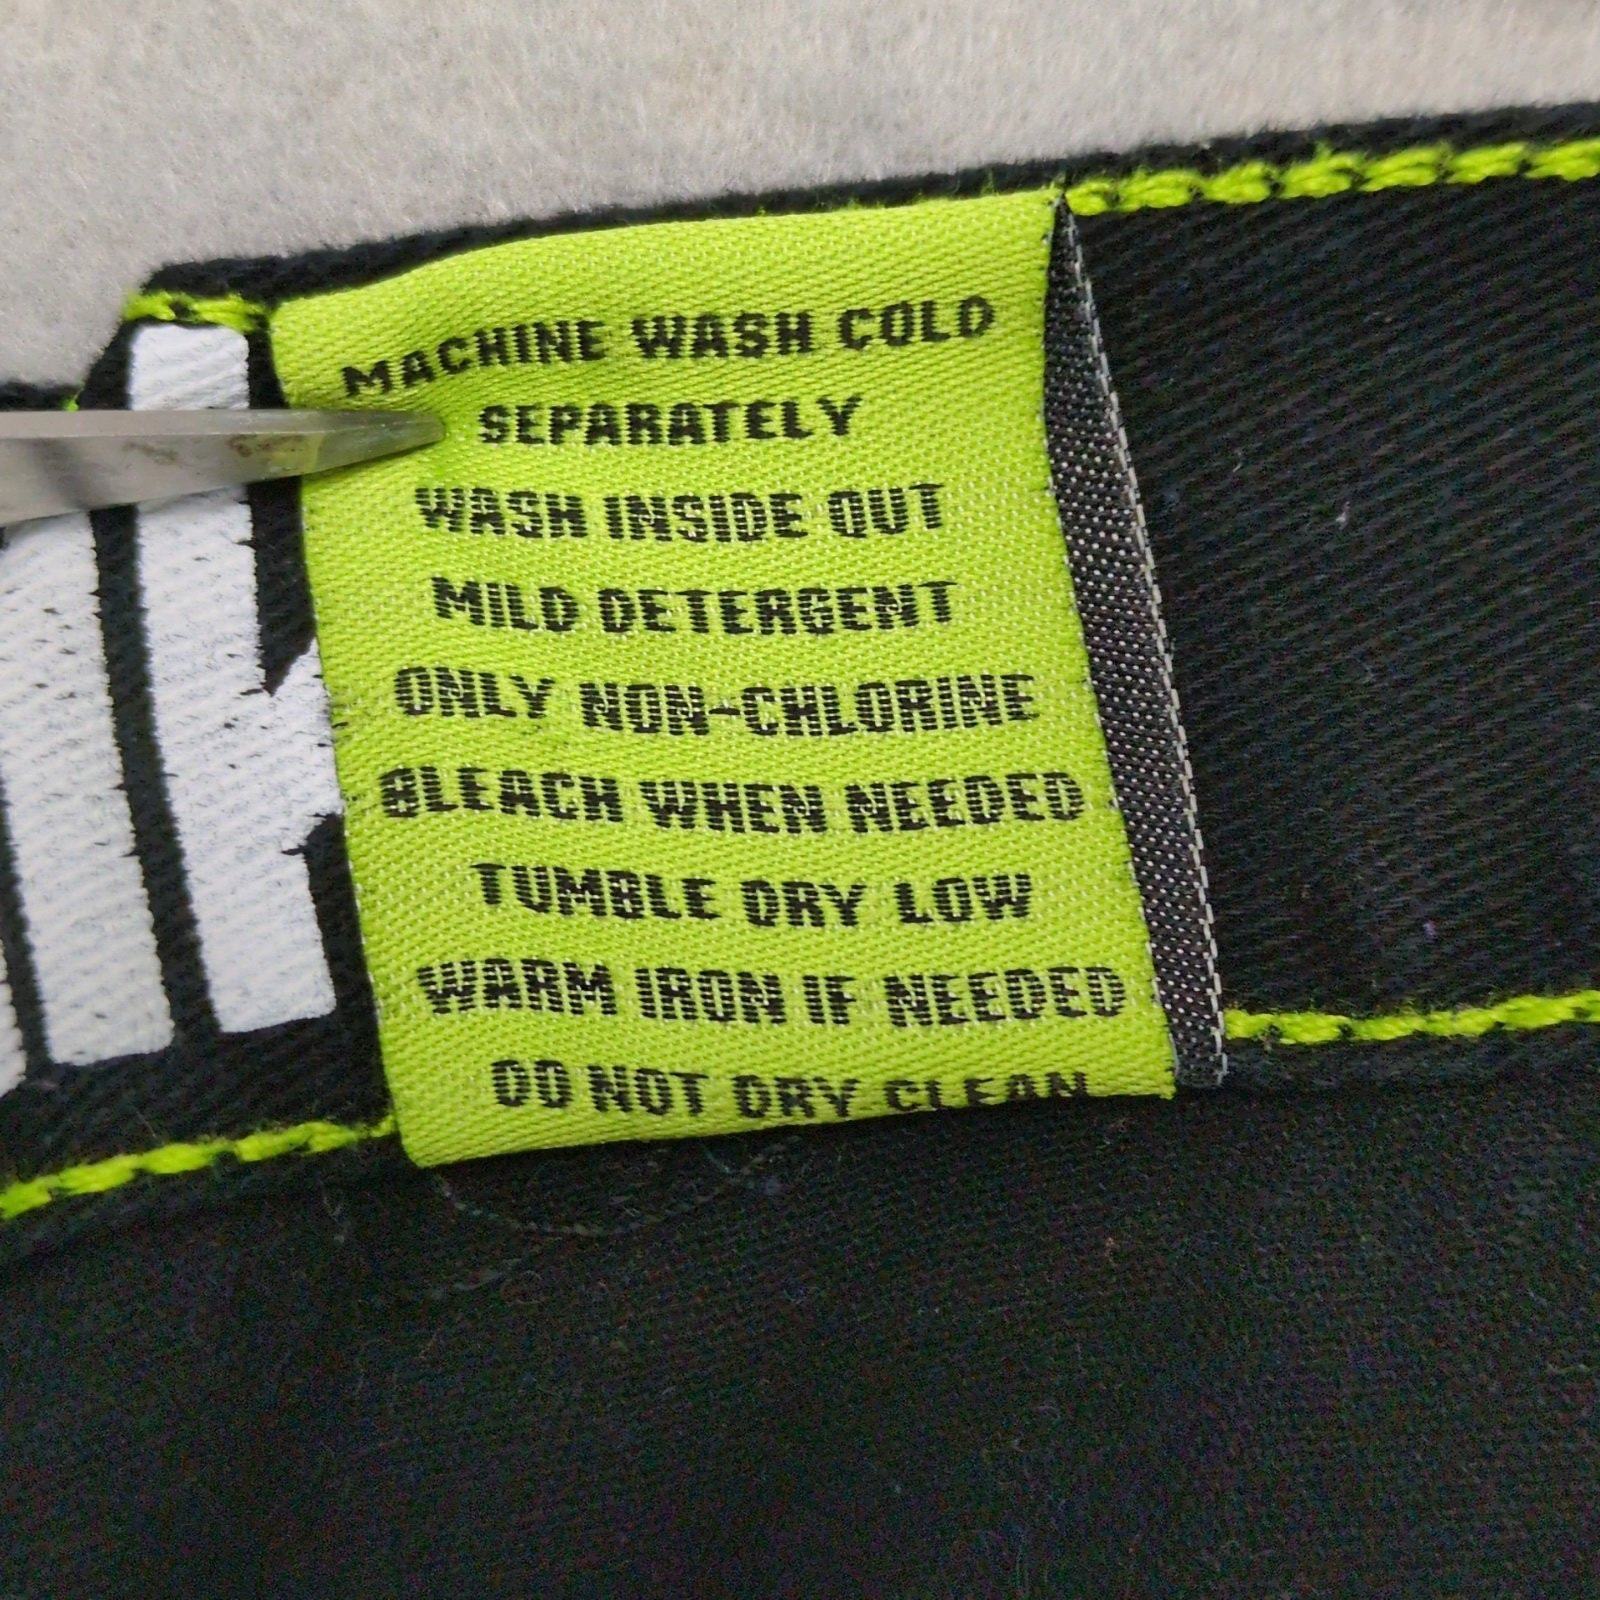 MACHINE WASH COLD
SEPARATELY
WASH INSIDE OUT
MILD DETERGENT
ONLY NON-CHLORINE
BLEACH WHEN NEEDED
TUMBLE DRY LOW
WARM IRON IF NEEDED
DO NOT DRY CLEAN